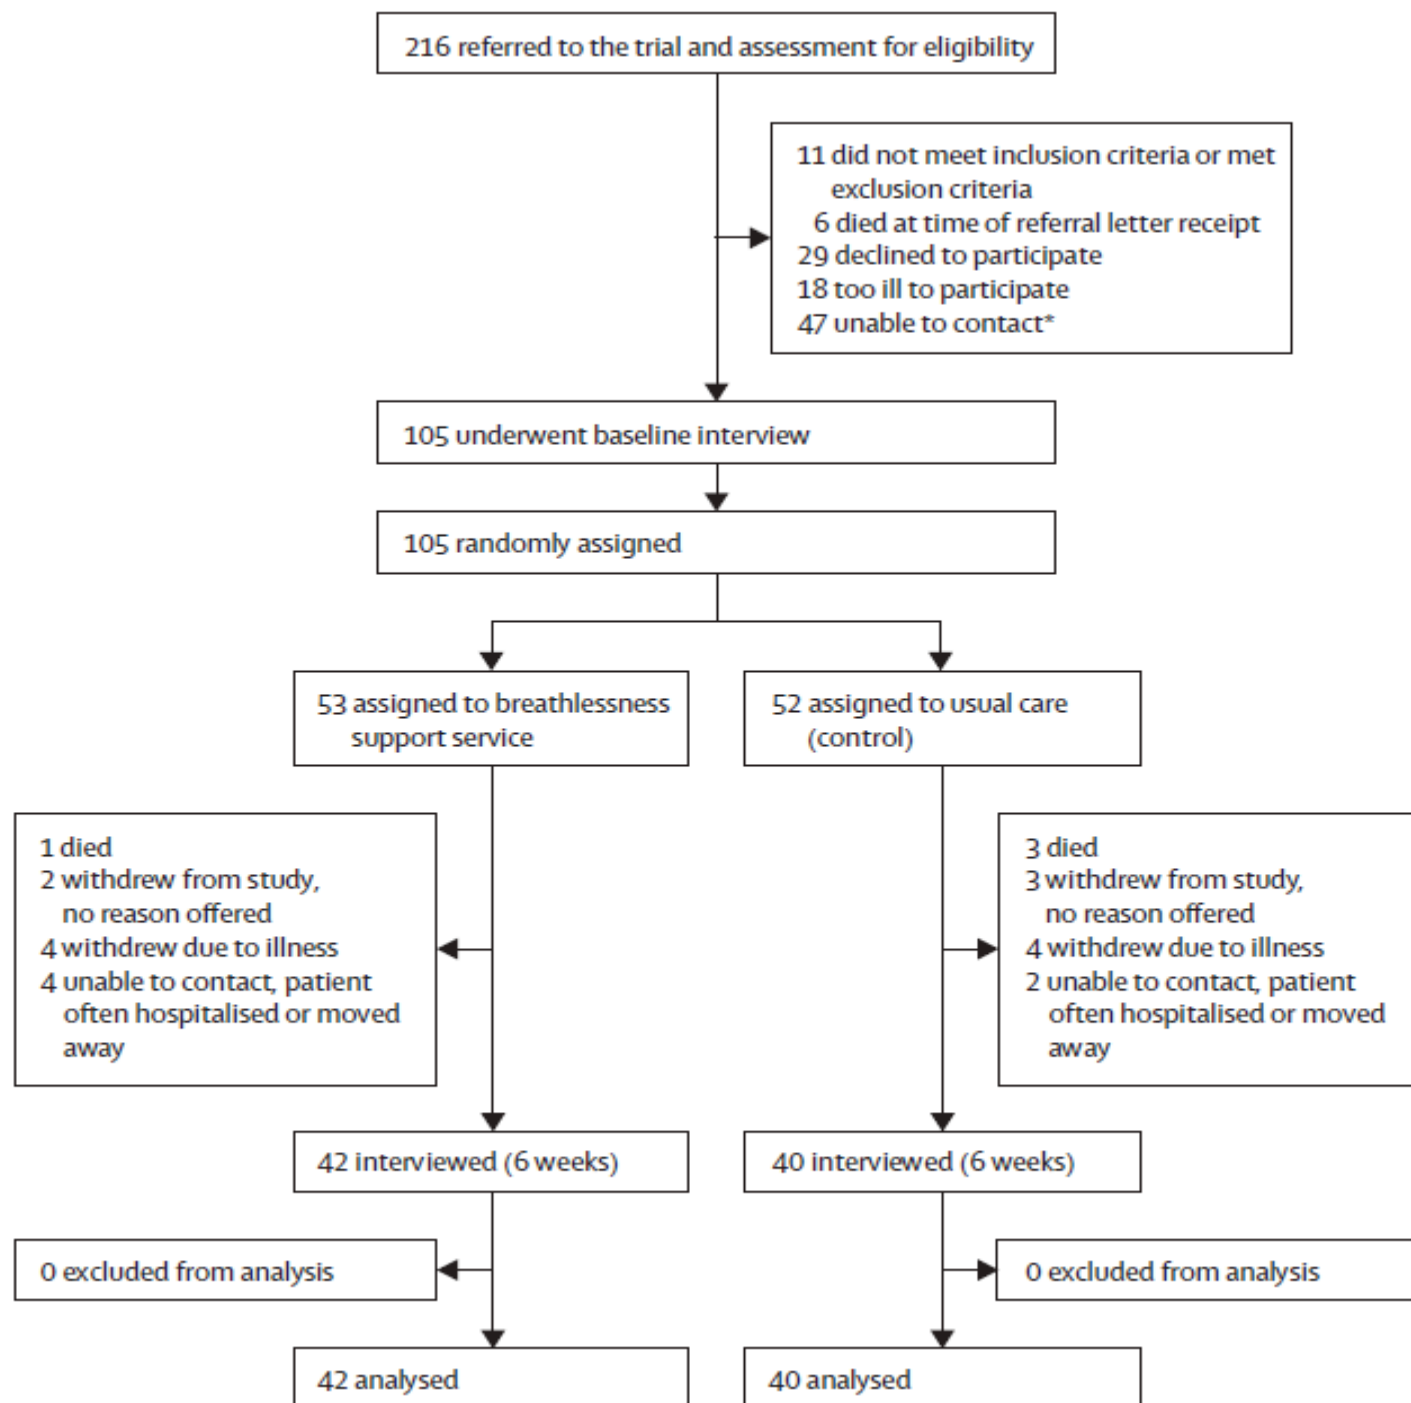 216 referred to the trial and assessment for eligibility
11 did not meet inclusion criteria or met
exclusion criteria
6 died at time of referral letter receipt
29 declined to participate
18 too ill to participate
47 unable to contact*
105 underwent baseline interview
105 randomly assigned
53 assigned to breathlessness
support service
52 assigned to usual care
(control)
1 died
2 withdrew from study,
no reason offered
4 withdrew due to illness
4 unable to contact, patient
often hospitalised or moved
away
3 died
3 withdrew from study,
no reason offered
4 withdrew due to illness
2 unable to contact, patient
often hospitalised or moved
away
42 interviewed (6 weeks)
40 interviewed (6 weeks)
0 excluded from analysis
0 excluded from analysis
42 analysed
40 analysed